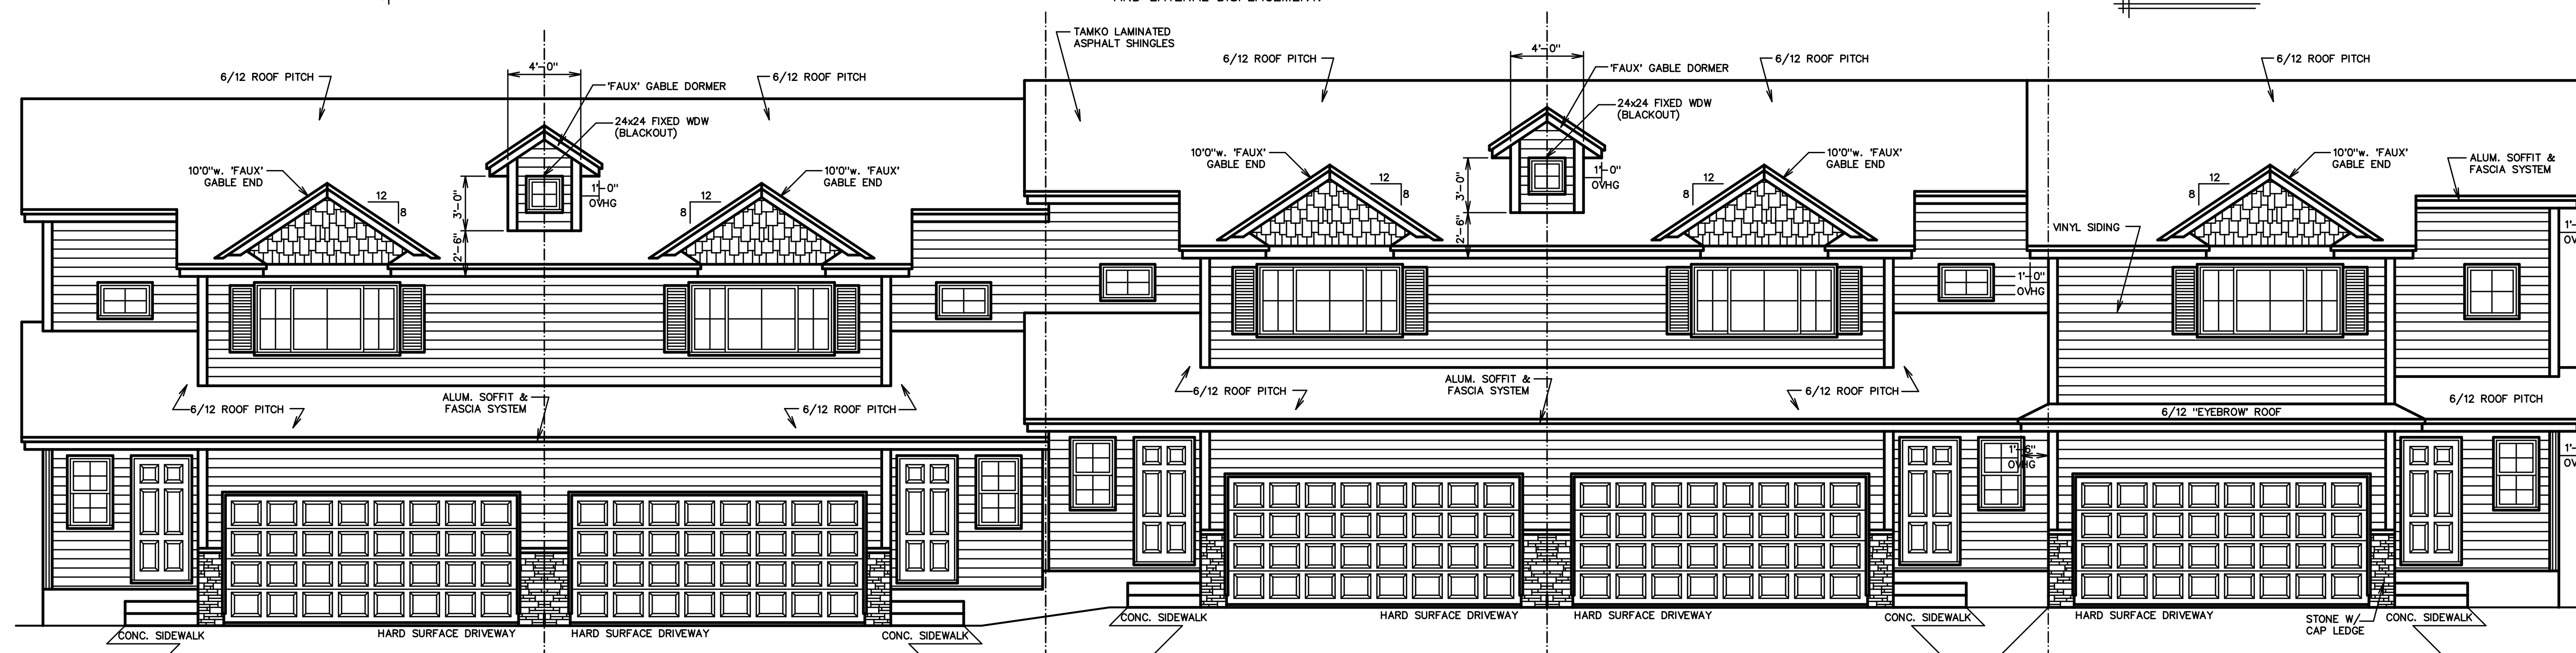 TAMKO LAMINATED
ASPHALT SHINGLES
6/12 ROOF PITCH
4'-0"
'FAUX' GABLE DORMER
6/12 ROOF PITCH
24x24 FIXED WDW
(BLACKOUT)
10'0"w. 'FAUX'
GABLE END
12
8
3'-0"
2'-6"
1'-0"
OVHG
12
8
10'0"w. 'FAUX'
GABLE END
6/12 ROOF PITCH
4'-0"
'FAUX' GABLE DORMER
6/12 ROOF PITCH
24x24 FIXED WDW
(BLACKOUT)
10'0"w. 'FAUX'
GABLE END
12
8
3'-0"
2'-6"
1'-0"
OVHG
12
8
10'0"w. 'FAUX'
GABLE END
6/12 ROOF PITCH
10'0"w. 'FAUX'
GABLE END
12
8
ALUM. SOFFIT &
FASCIA SYSTEM
VINYL SIDING
1'-0"
OVHG
6/12 ROOF PITCH
ALUM. SOFFIT &
FASCIA SYSTEM
6/12 ROOF PITCH
6/12 ROOF PITCH
ALUM. SOFFIT &
FASCIA SYSTEM
6/12 ROOF PITCH
6/12 "EYEBROW' ROOF
6/12 ROOF PITCH
1'-6"
OVHG
CONC. SIDEWALK
HARD SURFACE DRIVEWAY
HARD SURFACE DRIVEWAY
CONC. SIDEWALK
CONC. SIDEWALK
HARD SURFACE DRIVEWAY
HARD SURFACE DRIVEWAY
CONC. SIDEWALK
HARD SURFACE DRIVEWAY
STONE W/
CAP LEDGE
CONC. SIDEWALK